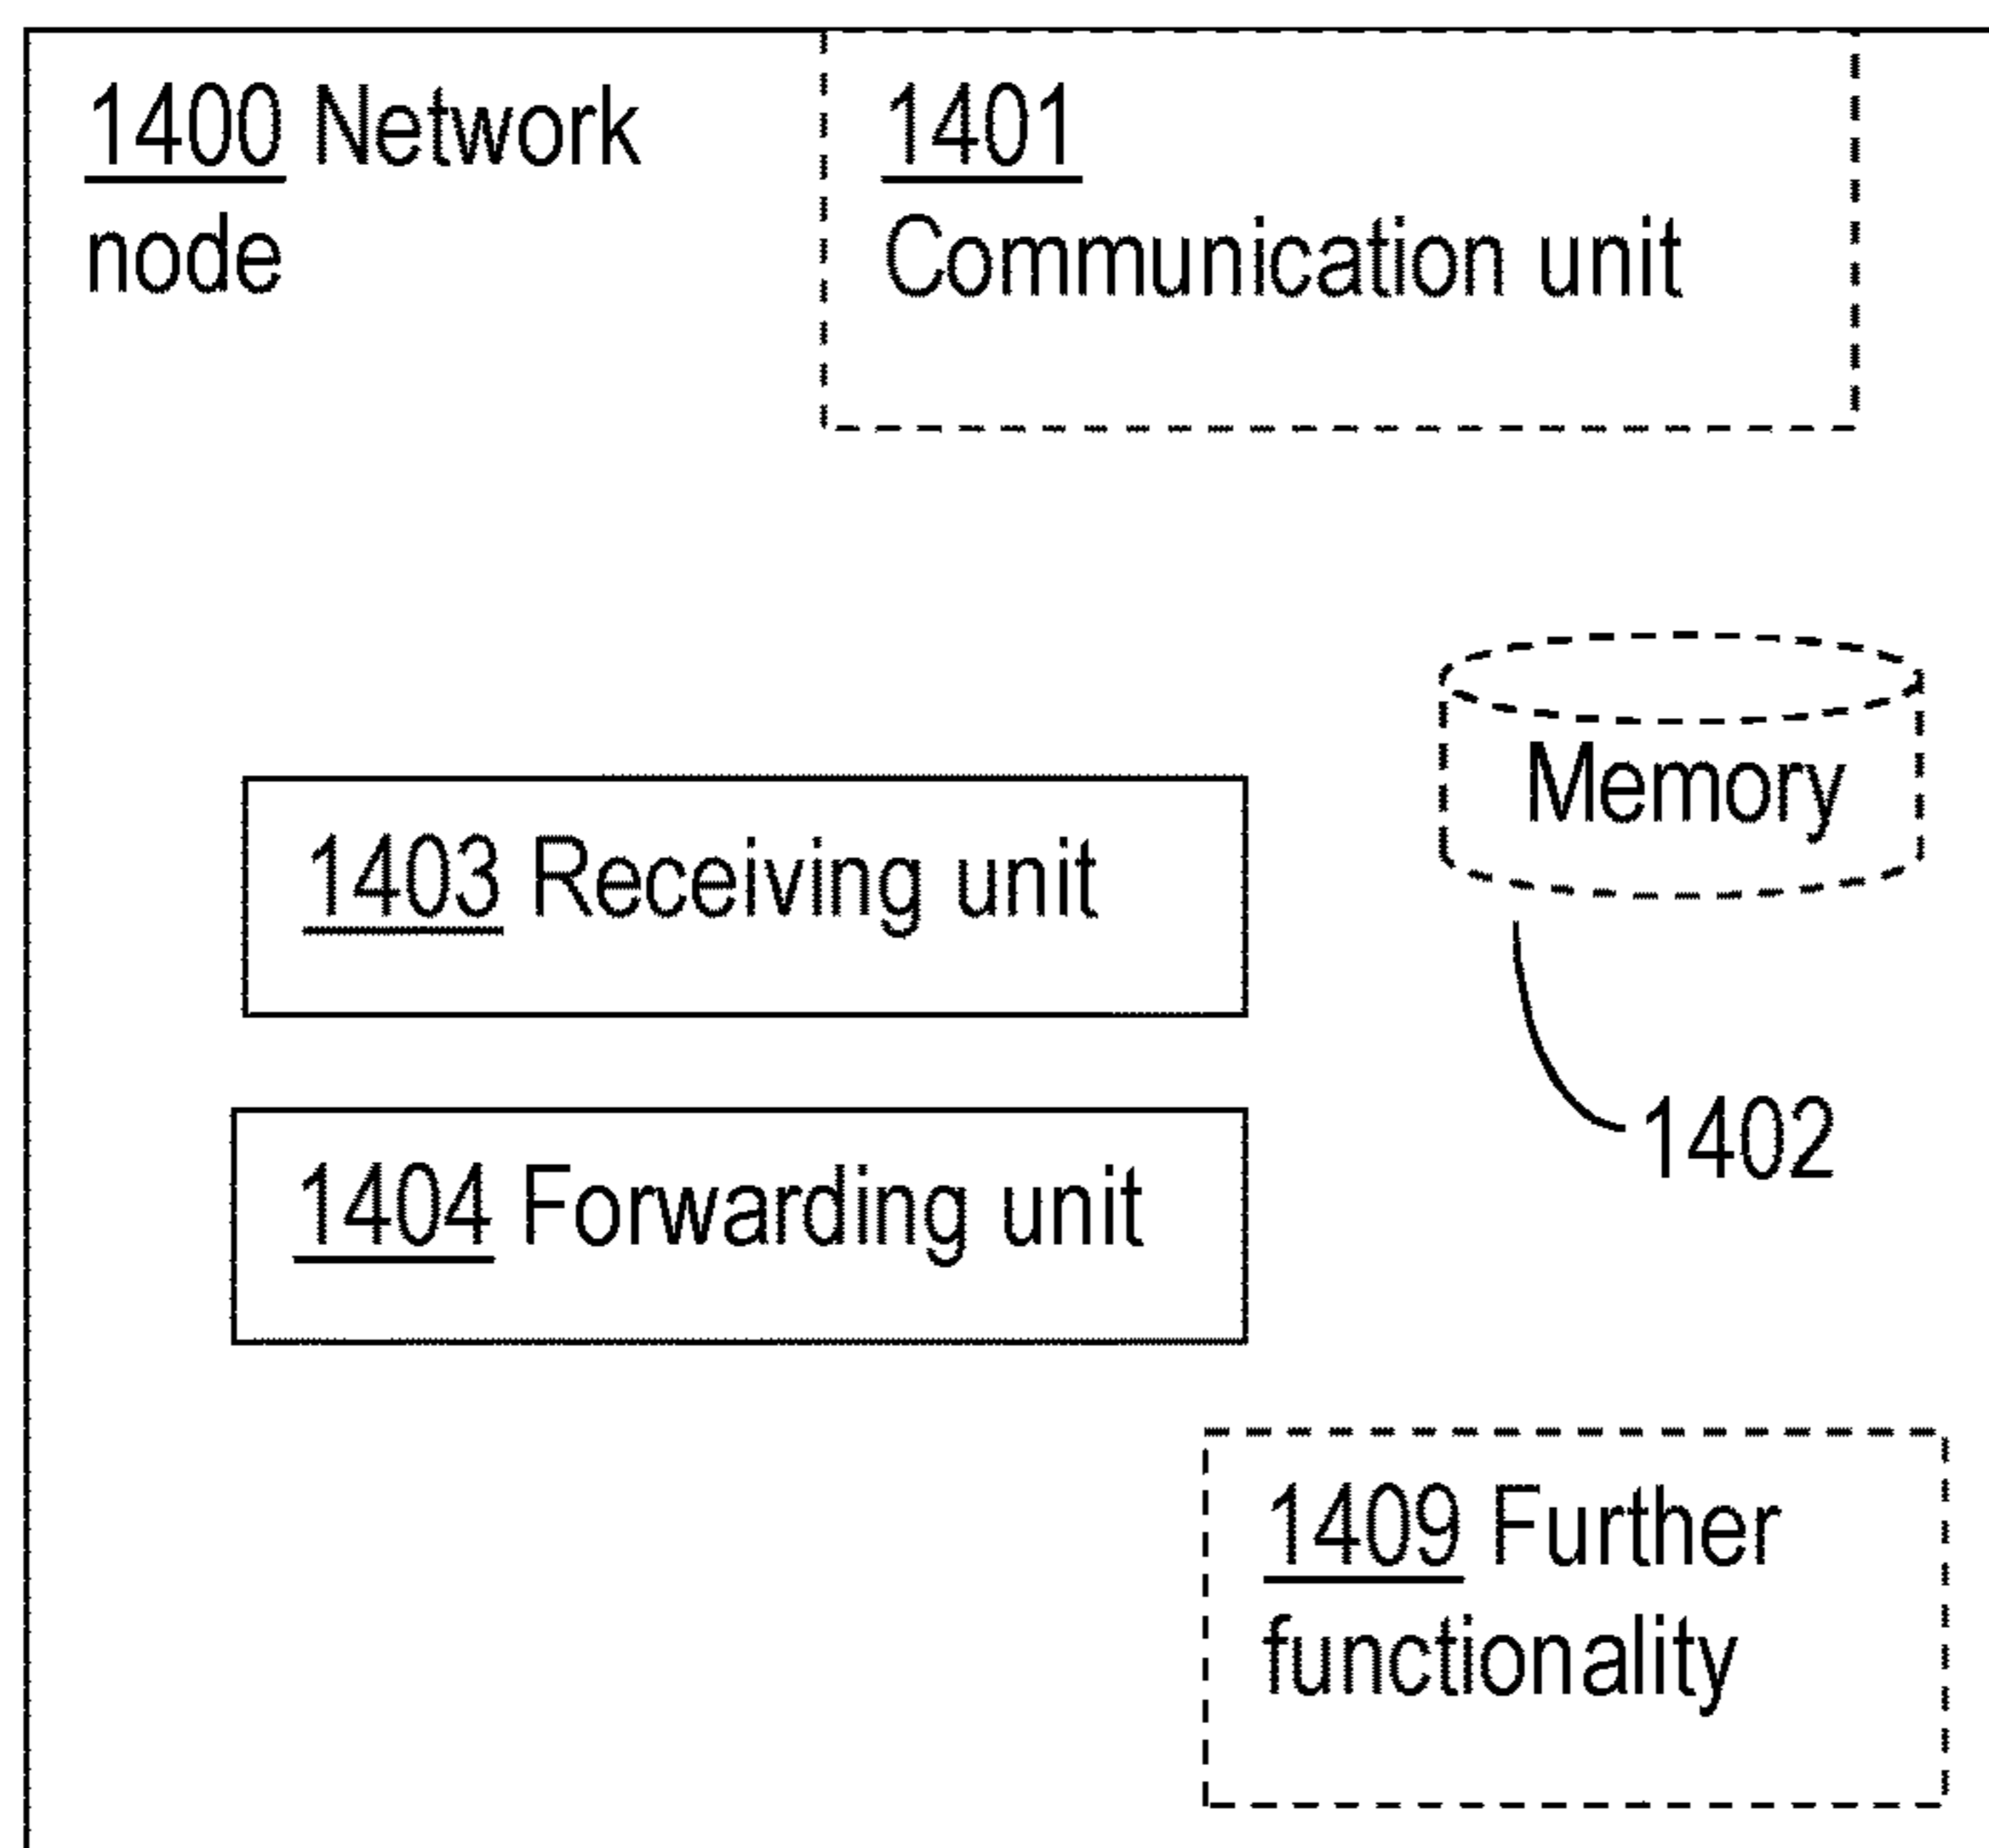 1400 Network
node
1401
Communication unit
Memory
1403 Receiving unit
1402
1404 Forwarding unit
1409 Further
functionality